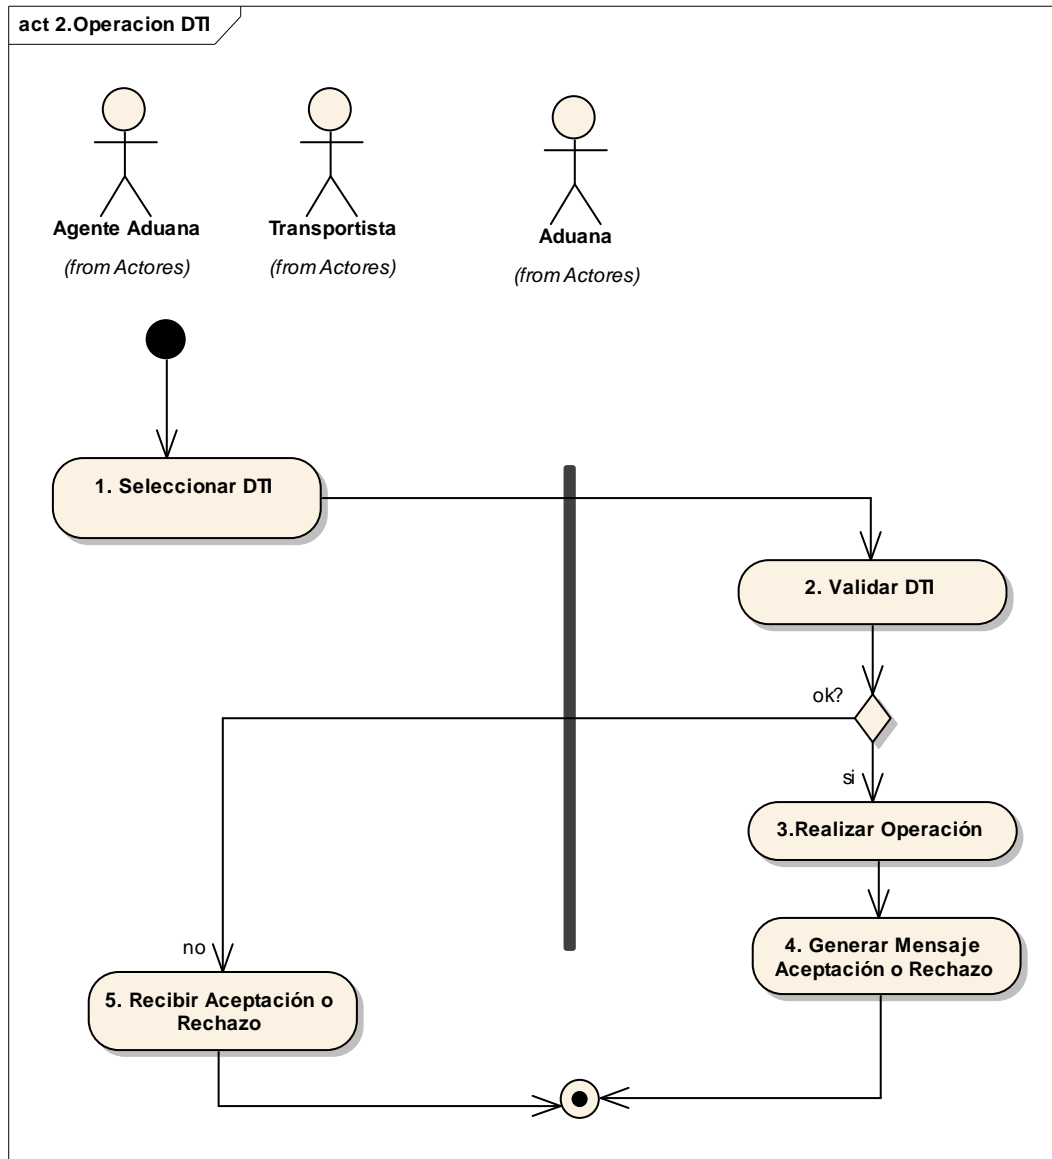 act 2.Operacion DTI
Agente Aduana
(from Actores)
Transportista
(from Actores)
Aduana
(from Actores)
1. Seleccionar DTI
2. Validar DTI
ok?
si
3.Realizar Operación
4. Generar Mensaje
Aceptación o Rechazo
no
5. Recibir Aceptación o
Rechazo